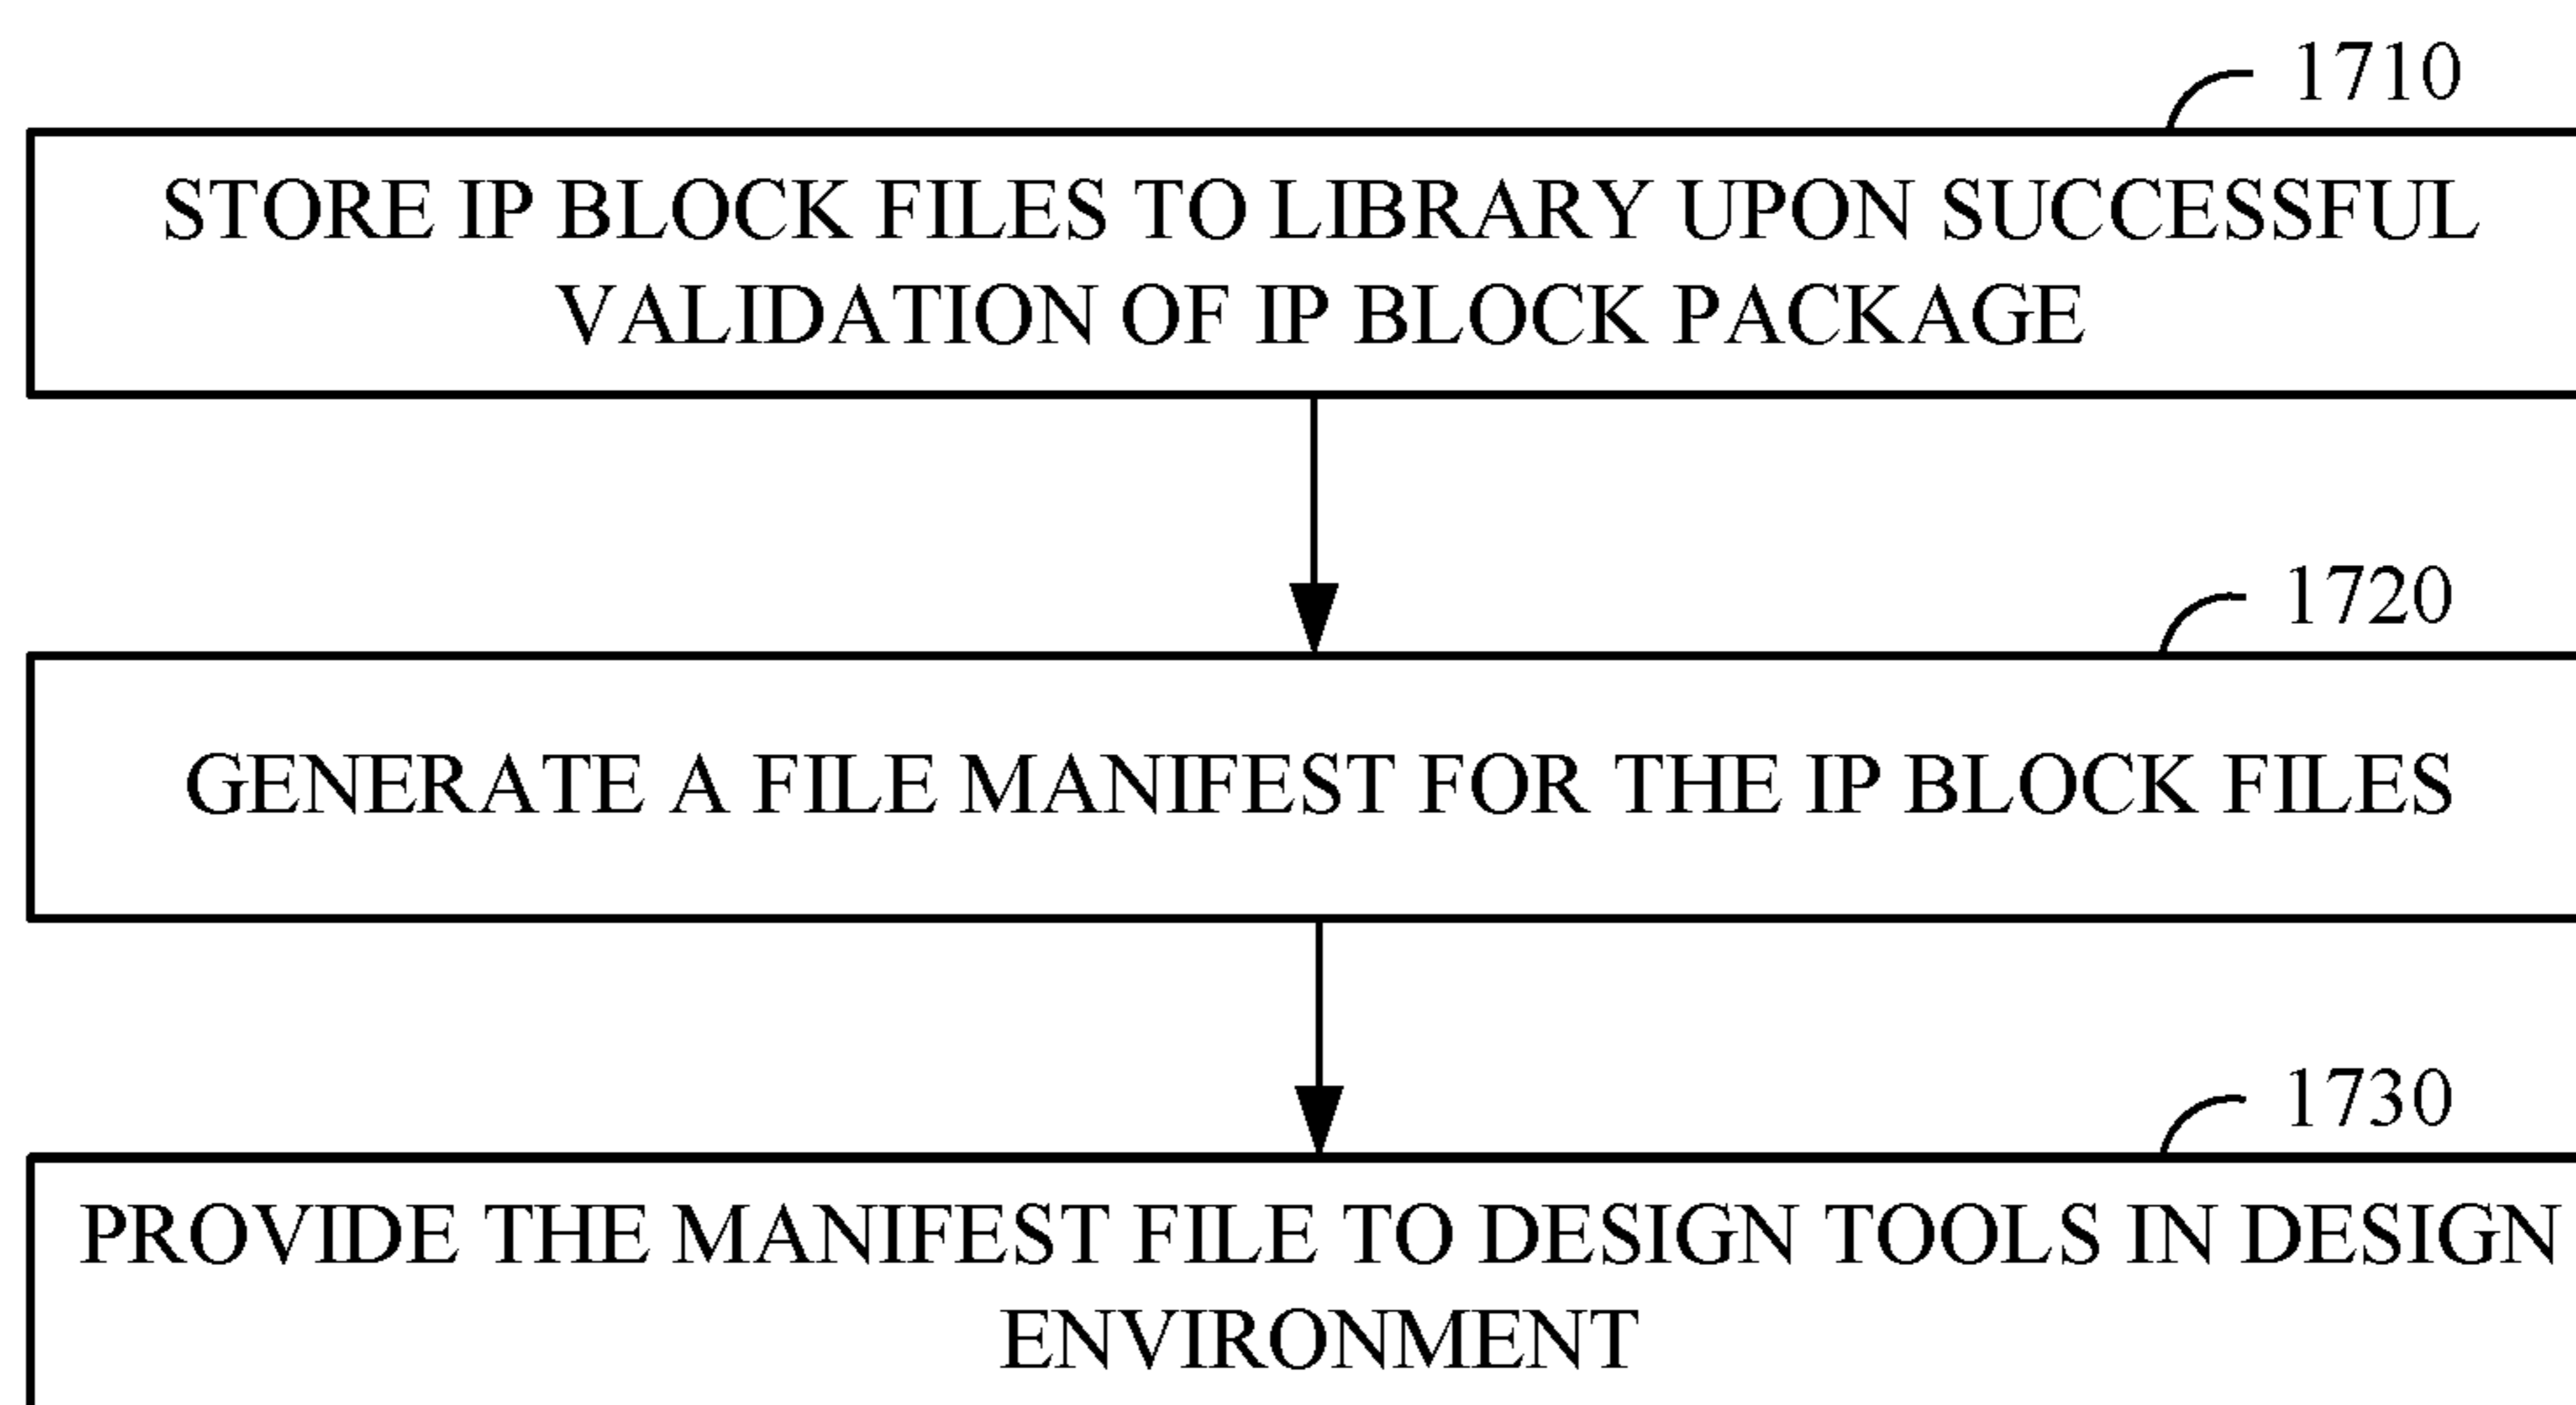 1710
STORE IP BLOCK FILES TO LIBRARY UPON SUCCESSFUL
VALIDATION OF IP BLOCK PACKAGE
1720
GENERATE A FILE MANIFEST FOR THE IP BLOCK FILES
1730
PROVIDE THE MANIFEST FILE TO DESIGN TOOLS IN DESIGN
ENVIRONMENT